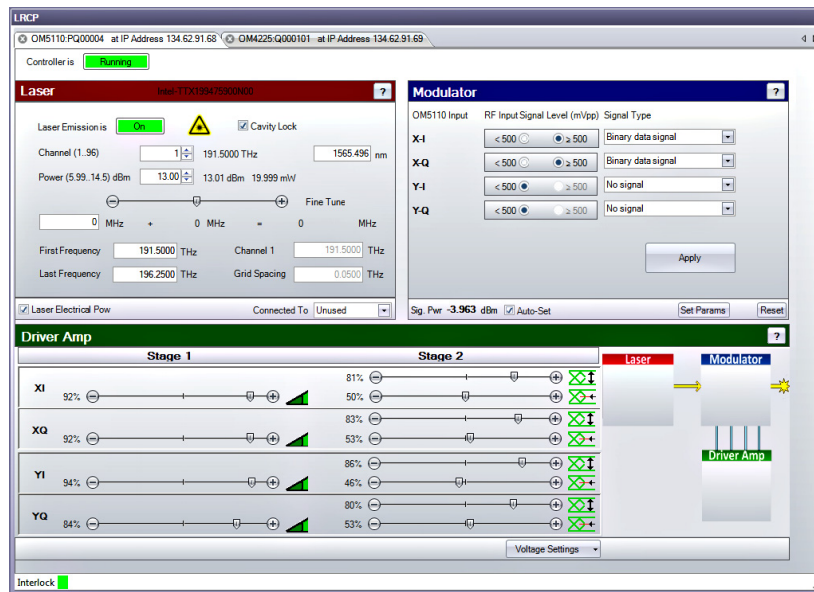 LRCP
OM5110:PQ00004 at IP Address 134.62.91.68
OM4225:Q000101 at IP Address 134.62.91.69
Controller is Running
Laser Intel-TTX199475900N00 ?
Laser Emission is On Cavity Lock
Channel (1..96) 1 191.5000 THz 1565.496 nm
Power (5.99..14.5) dBm 13.00 13.01 dBm 19.999 mW
Fine Tune
0 MHz + 0 MHz = 0 MHz
First Frequency 191.5000 THz Channel 1 191.5000 THz
Last Frequency 196.2500 THz Grid Spacing 0.0500 THz
Laser Electrical Pow Connected To Unused
Modulator ?
OM5110 Input RF Input Signal Level (mVpp) Signal Type
X-I < 500 ≥ 500 Binary data signal
X-Q < 500 ≥ 500 Binary data signal
Y-I < 500 ≥ 500 No signal
Y-Q < 500 ≥ 500 No signal
Apply
Sig. Pwr -3.963 dBm Auto-Set Set Params Reset
Driver Amp ?
Stage 1 Stage 2
XI 92% 81%
50%
XQ 92% 83%
53%
YI 94% 86%
46%
YQ 84% 80%
53%
Laser Modulator
Driver Amp
Voltage Settings
Interlock